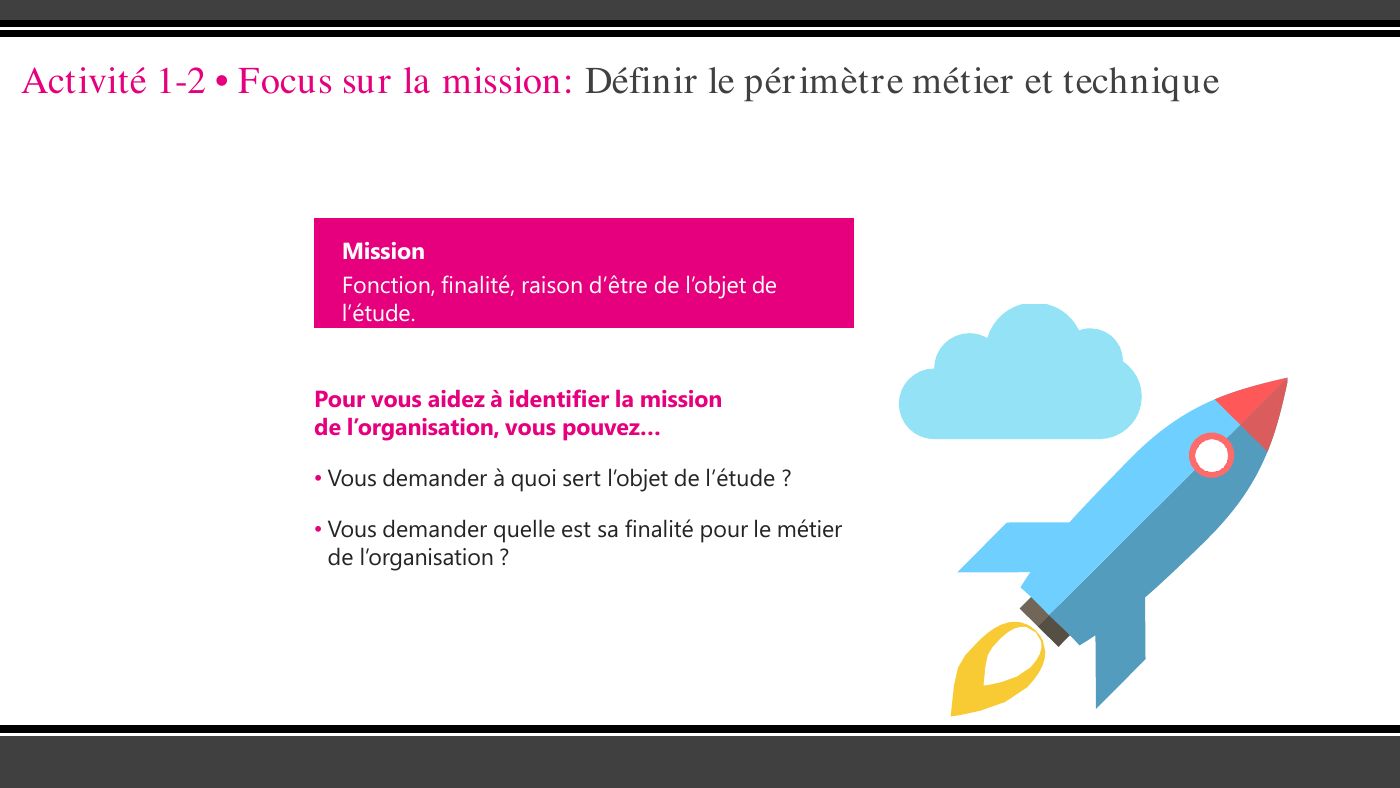 Activité 1-2 • Focus sur la mission: Définir le périmètre métier et technique
Mission
Fonction, finalité, raison d’être de l’objet de
l’étude.
Pour vous aidez à identifier la mission
de l’organisation, vous pouvez…
• Vous demander à quoi sert l’objet de l’étude ?
• Vous demander quelle est sa finalité pour le métier
de l’organisation ?